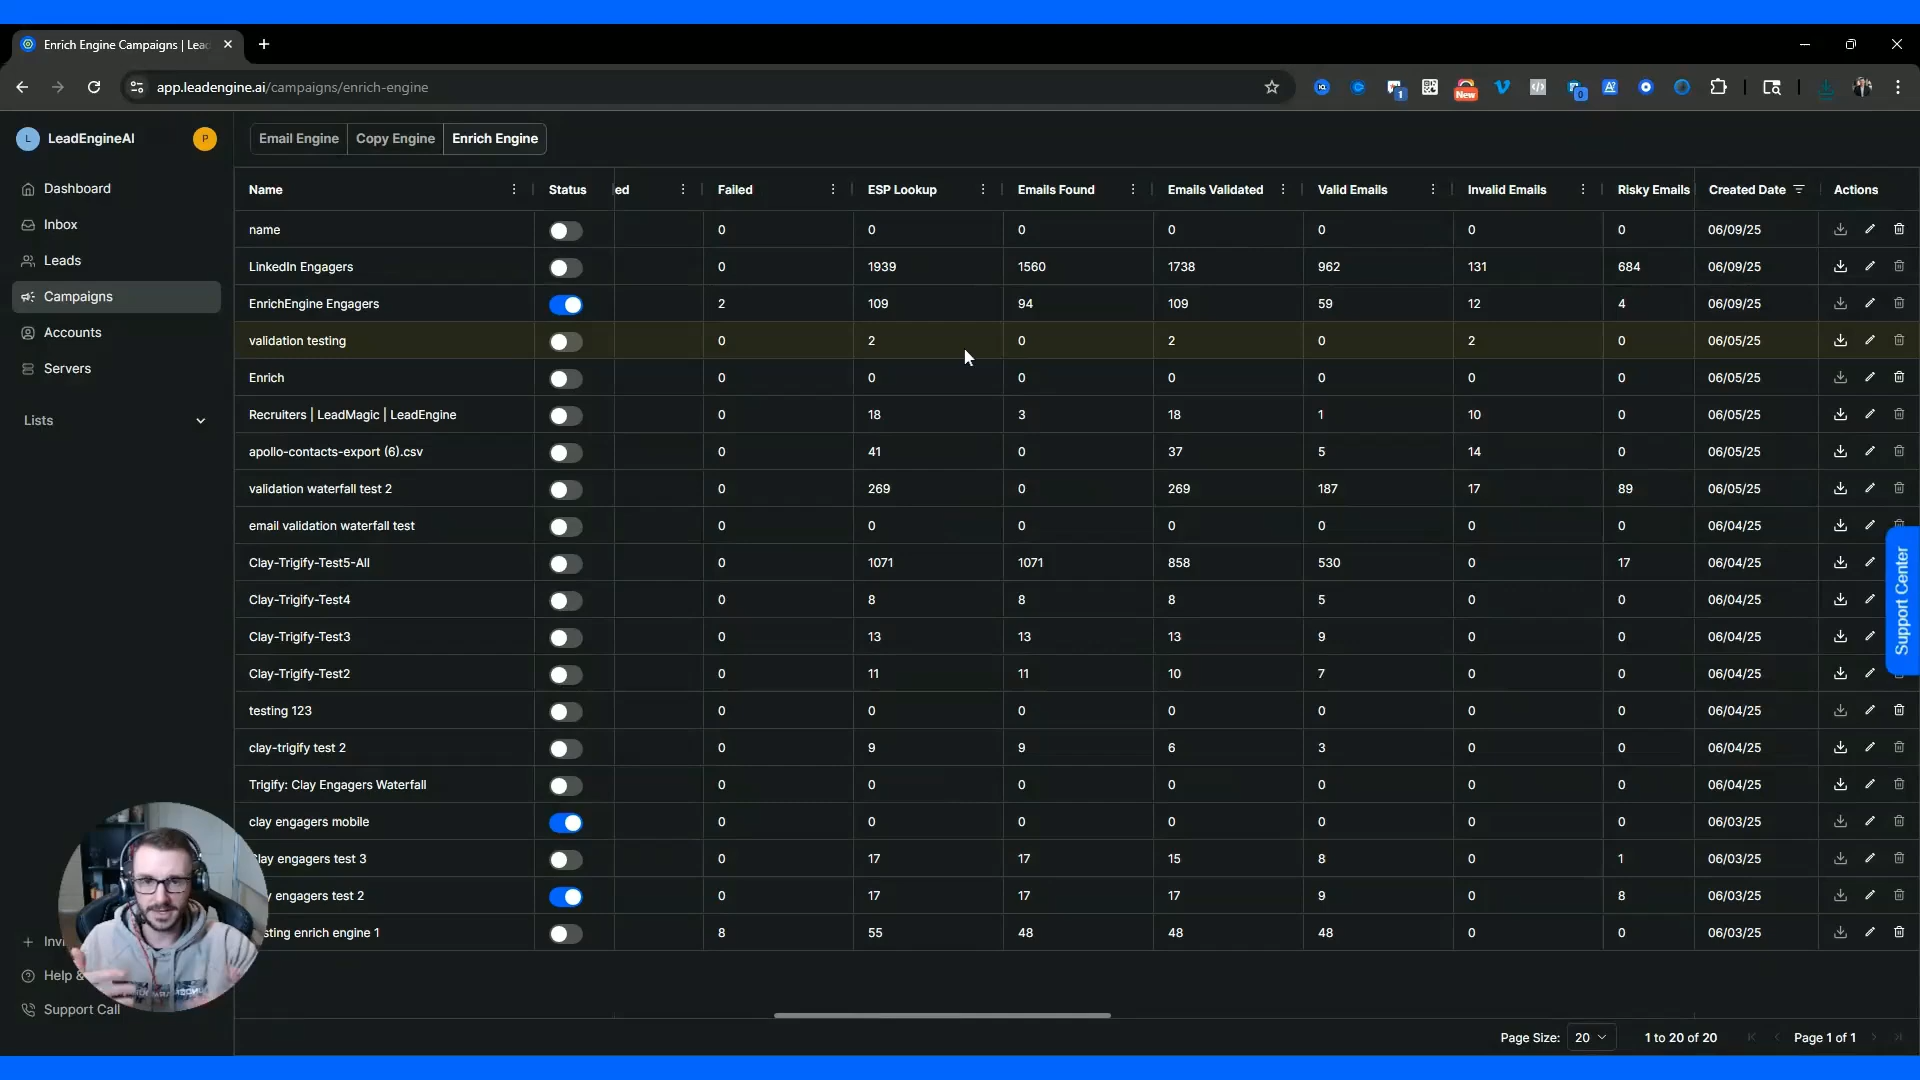 Enrich Engine Campaigns | Lead
app.leadengine.ai/campaigns/enrich-engine
1
New
0
L LeadEngineAI P
Email Engine Copy Engine Enrich Engine
Dashboard
Inbox
Leads
Campaigns
Accounts
Servers
Lists
Name Status ed Failed ESP Lookup Emails Found Emails Validated Valid Emails Invalid Emails Risky Emails Created Date Actions
name 0 0 0 0 0 0 0 06/09/25
LinkedIn Engagers 0 1939 1560 1738 962 131 684 06/09/25
EnrichEngine Engagers 2 109 94 109 59 12 4 06/09/25
validation testing 0 2 0 2 0 2 0 06/05/25
Enrich 0 0 0 0 0 0 0 06/05/25
Recruiters | LeadMagic | LeadEngine 0 18 3 18 1 10 0 06/05/25
apollo-contacts-export (6).csv 0 41 0 37 5 14 0 06/05/25
validation waterfall test 2 0 269 0 269 187 17 89 06/05/25
email validation waterfall test 0 0 0 0 0 0 0 06/04/25
Clay-Trigify-Test5-All 0 1071 1071 858 530 0 17 06/04/25
Clay-Trigify-Test4 0 8 8 8 5 0 0 06/04/25
Clay-Trigify-Test3 0 13 13 13 9 0 0 06/04/25
Clay-Trigify-Test2 0 11 11 10 7 0 0 06/04/25
testing 123 0 0 0 0 0 0 0 06/04/25
clay-trigify test 2 0 9 9 6 3 0 0 06/04/25
Trigify: Clay Engagers Waterfall 0 0 0 0 0 0 0 06/04/25
clay engagers mobile 0 0 0 0 0 0 0 06/03/25
lay engagers test 3 0 17 17 15 8 0 1 06/03/25
y engagers test 2 0 17 17 17 9 0 8 06/03/25
sting enrich engine 1 8 55 48 48 48 0 0 06/03/25
Support Center
Invi
Help &
Support Call
Page Size: 20 1 to 20 of 20 Page 1 of 1